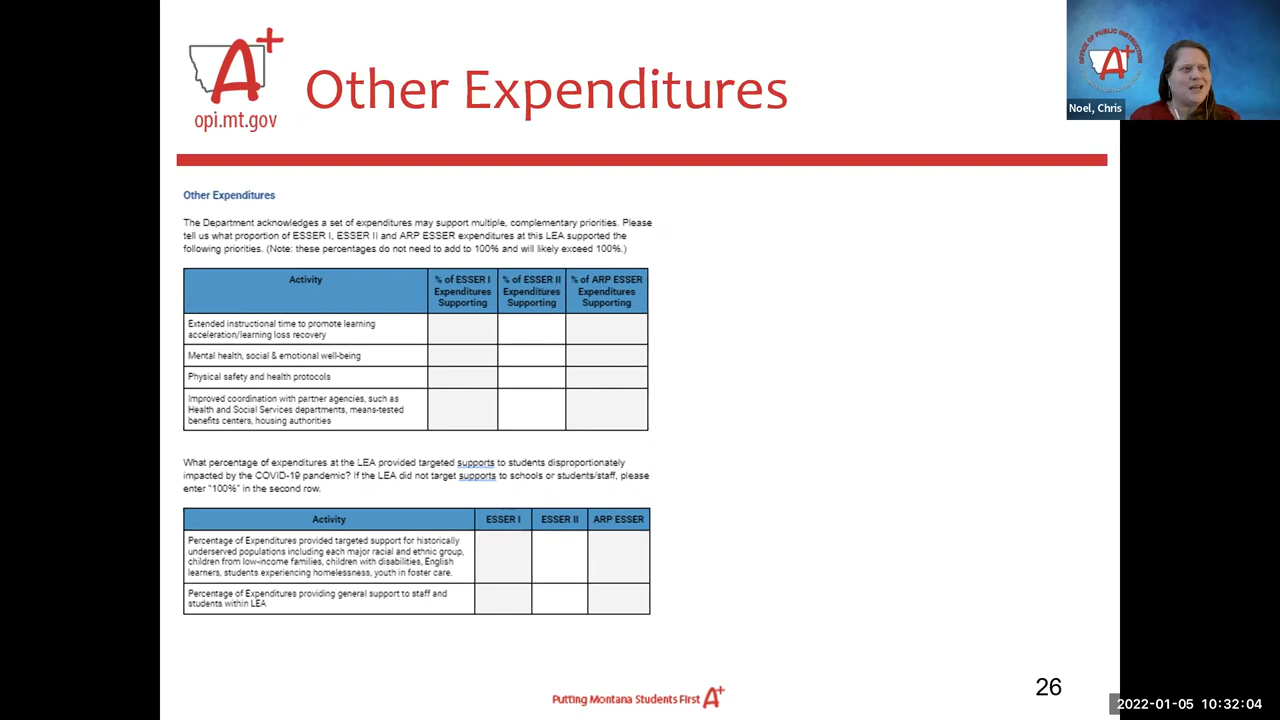 A+
opi.mt.gov
Other Expenditures
OFFICE OF PUBLIC INSTRUCTION
A+
Noel, Chris
Other Expenditures
The Department acknowledges a set of expenditures may support multiple, complementary priorities. Please
tell us what proportion of ESSER I, ESSER II and ARP ESSER expenditures at this LEA supported the
following priorities. (Note: these percentages do not need to add to 100% and will likely exceed 100%.)
Activity
% of ESSER I
Expenditures
Supporting
% of ESSER II
Expenditures
Supporting
% of ARP ESSER
Expenditures
Supporting
Extended instructional time to promote learning
acceleration/learning loss recovery
Mental health, social & emotional well-being
Physical safety and health protocols
Improved coordination with partner agencies, such as
Health and Social Services departments, means-tested
benefits centers, housing authorities
What percentage of expenditures at the LEA provided targeted supports to students disproportionately
impacted by the COVID-19 pandemic? If the LEA did not target supports to schools or students/staff, please
enter "100%" in the second row.
Activity
ESSER I
ESSER II
ARP ESSER
Percentage of Expenditures provided targeted support for historically
underserved populations including each major racial and ethnic group,
children from low-income families, children with disabilities, English
learners, students experiencing homelessness, youth in foster care.
Percentage of Expenditures providing general support to staff and
students within LEA
Putting Montana Students First A+
26
2022-01-05 10:32:04